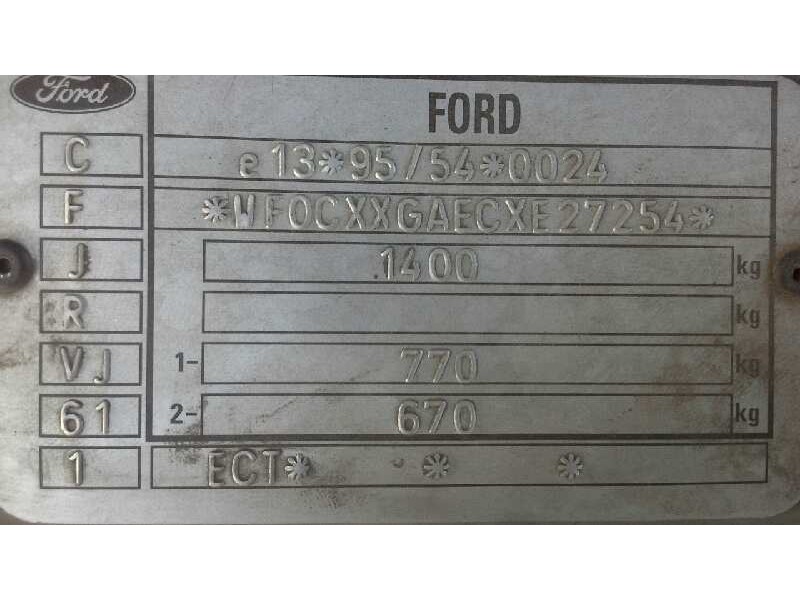 Ford
FORD
C e13*95/54*0024
F *WF0CXXGAECXE27254*
J 1400 kg
R kg
VJ 1- 770 kg
61 2- 670 kg
1 ECT* * *